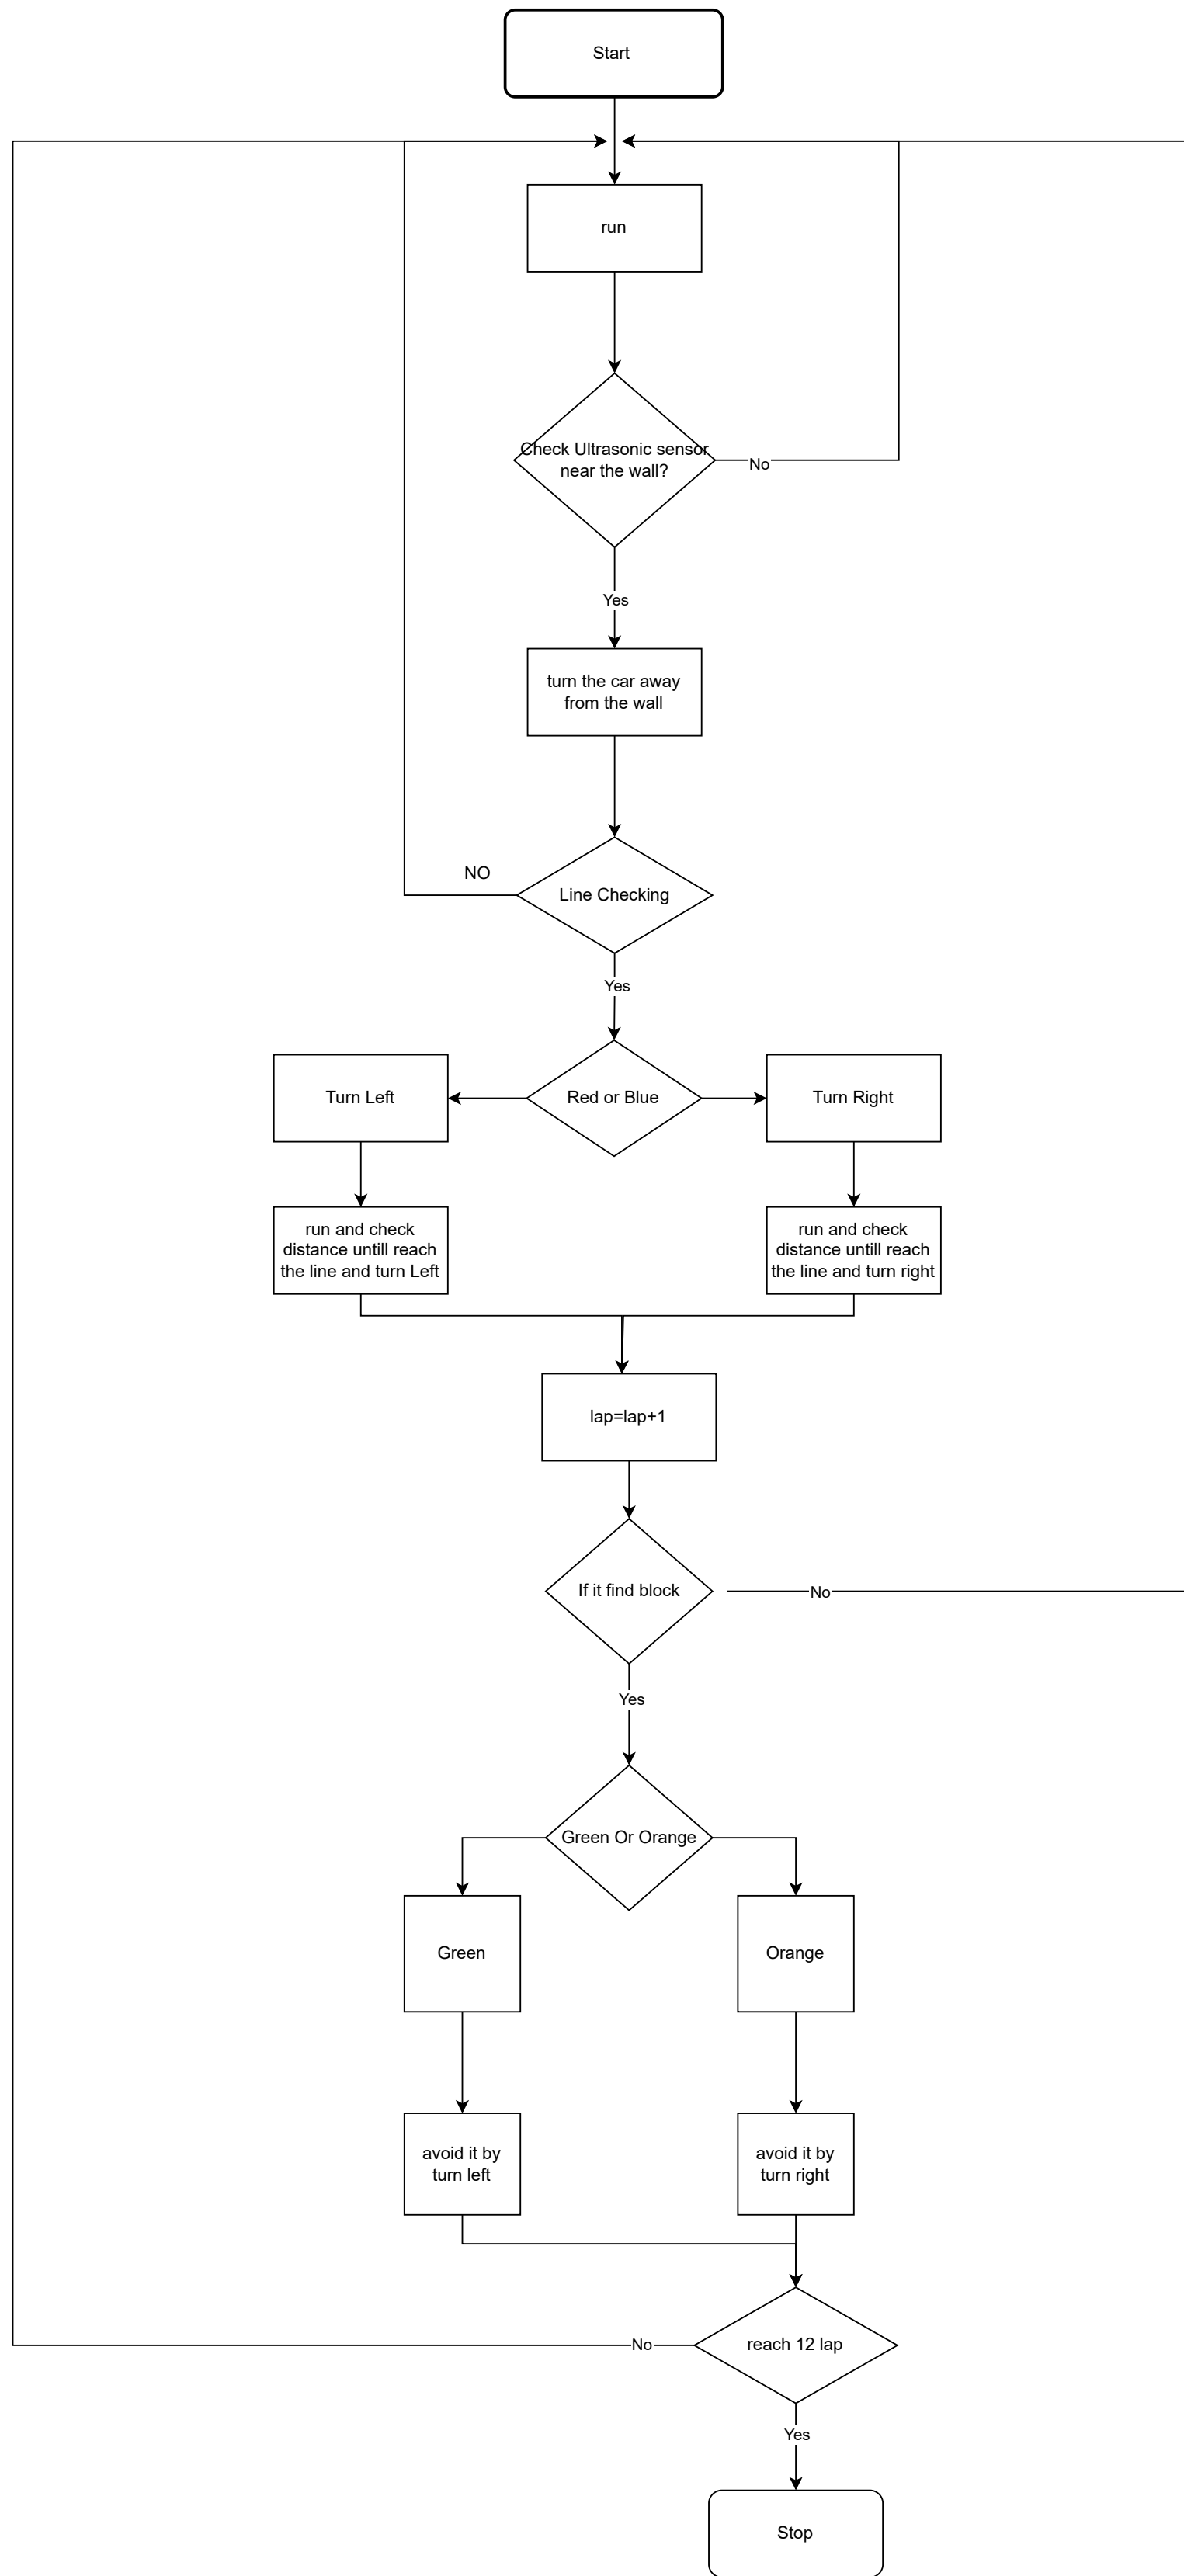 Start
run
Check Ultrasonic sensor
near the wall?
No
Yes
turn the car away
from the wall
NO
Line Checking
Yes
Turn Left
Red or Blue
Turn Right
run and check
distance untill reach
the line and turn Left
run and check
distance untill reach
the line and turn right
lap=lap+1
If it find block
No
Yes
Green Or Orange
Green
Orange
avoid it by
turn left
avoid it by
turn right
No
reach 12 lap
Yes
Stop